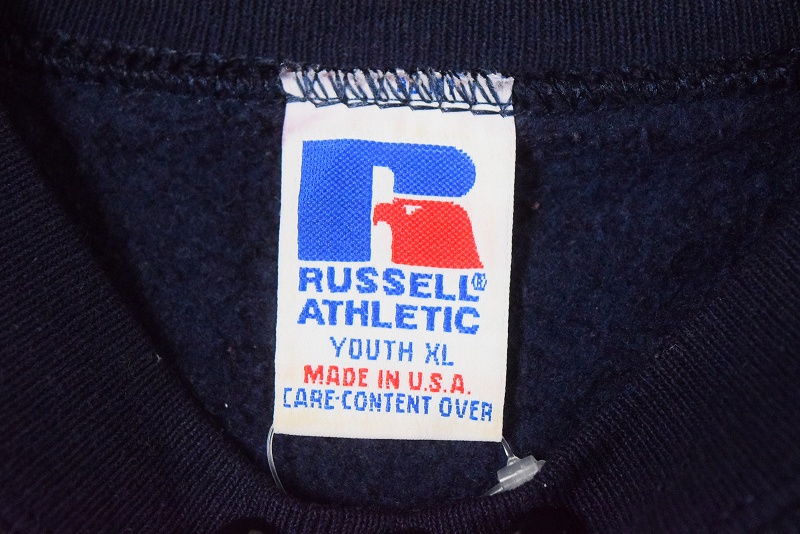 RUSSELL®
ATHLETIC
YOUTH XL
MADE IN U.S.A.
CARE-CONTENT OVER